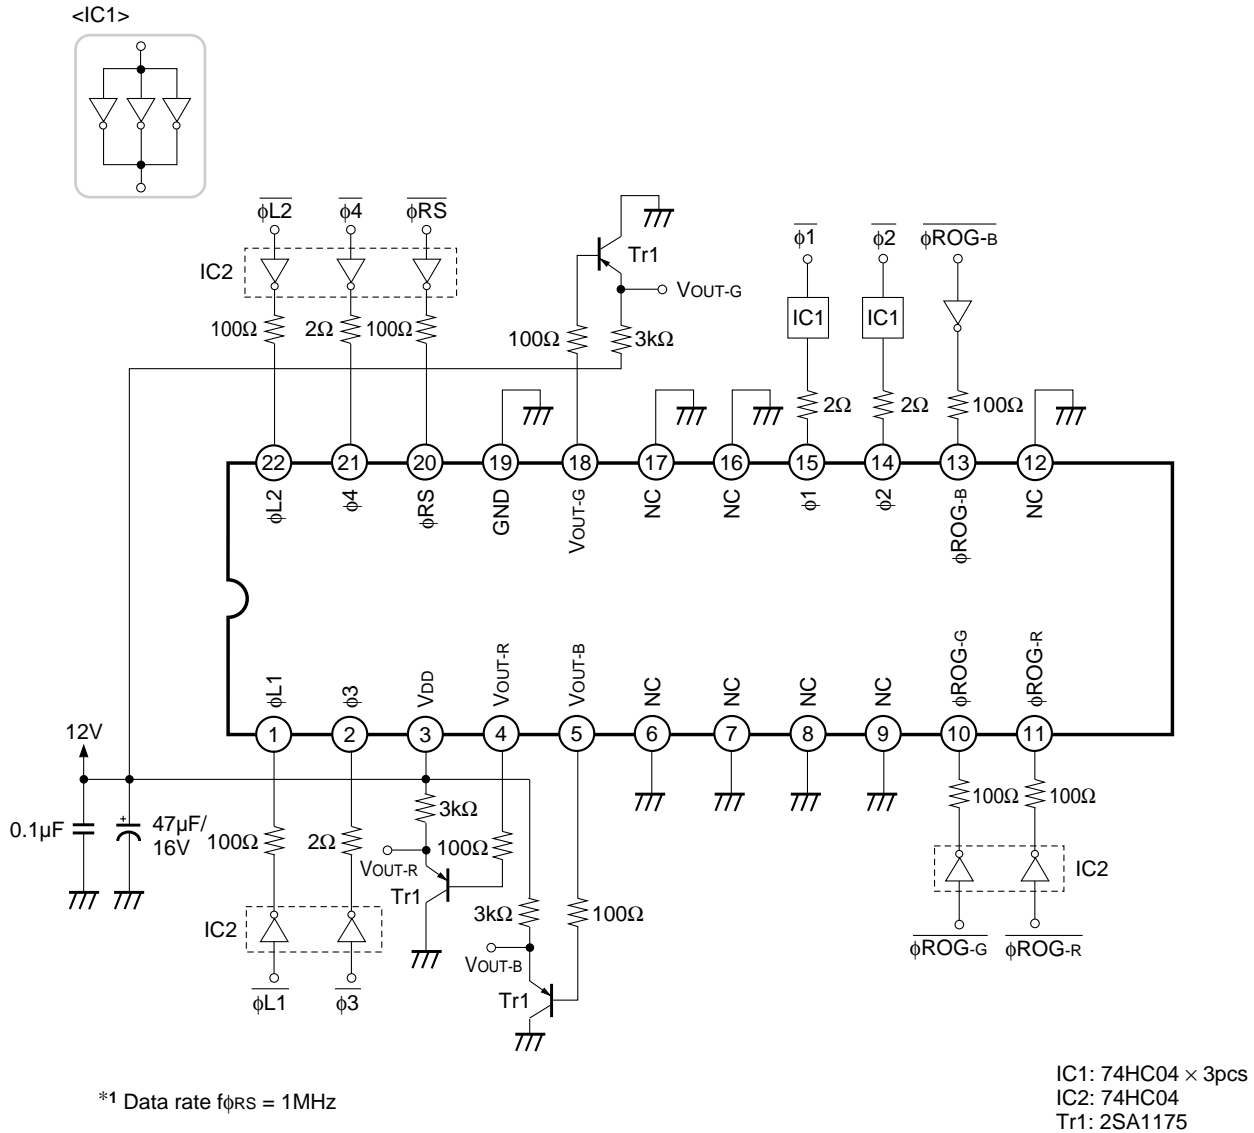 <IC1>
φL2 φ4 φRS
IC2
100Ω 2Ω 100Ω
Tr1
VOUT-G
100Ω 3kΩ
φ1 φ2 φROG-B
IC1 IC1
2Ω 2Ω 100Ω
22 21 20 19 18 17 16 15 14 13 12
φL2 φ4 φRS GND VOUT-G NC NC φ1 φ2 φROG-B NC
φL1 φ3 VDD VOUT-R VOUT-B NC NC NC NC φROG-G φROG-R
1 2 3 4 5 6 7 8 9 10 11
12V
0.1μF
+
47μF/
16V
100Ω 2Ω
3kΩ
100Ω
VOUT-R
Tr1
3kΩ 100Ω
VOUT-B
Tr1
IC2
φL1 φ3
100Ω 100Ω
IC2
φROG-G φROG-R
*1 Data rate fφRS = 1MHz
IC1: 74HC04 × 3pcs
IC2: 74HC04
Tr1: 2SA1175